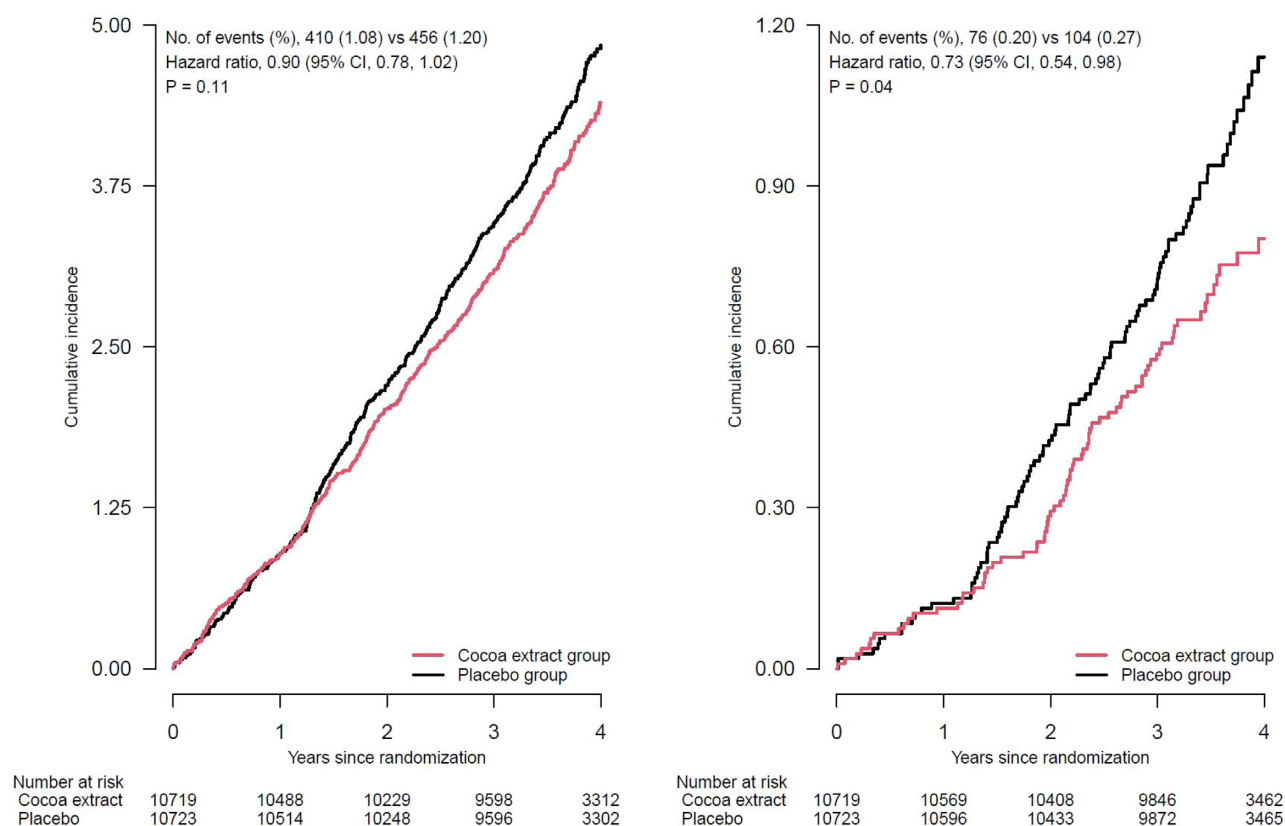 5.00
No. of events (%), 410 (1.08) vs 456 (1.20)
Hazard ratio, 0.90 (95% CI, 0.78, 1.02)
P = 0.11
3.75
Cumulative incidence
2.50
1.25
0.00
Cocoa extract group
Placebo group
0 1 2 3 4
Years since randomization
Number at risk
Cocoa extract 10719 10488 10229 9598 3312
Placebo 10723 10514 10248 9596 3302
1.20
No. of events (%), 76 (0.20) vs 104 (0.27)
Hazard ratio, 0.73 (95% CI, 0.54, 0.98)
P = 0.04
0.90
Cumulative incidence
0.60
0.30
0.00
Cocoa extract group
Placebo group
0 1 2 3 4
Years since randomization
Number at risk
Cocoa extract 10719 10569 10408 9846 3462
Placebo 10723 10596 10433 9872 3465